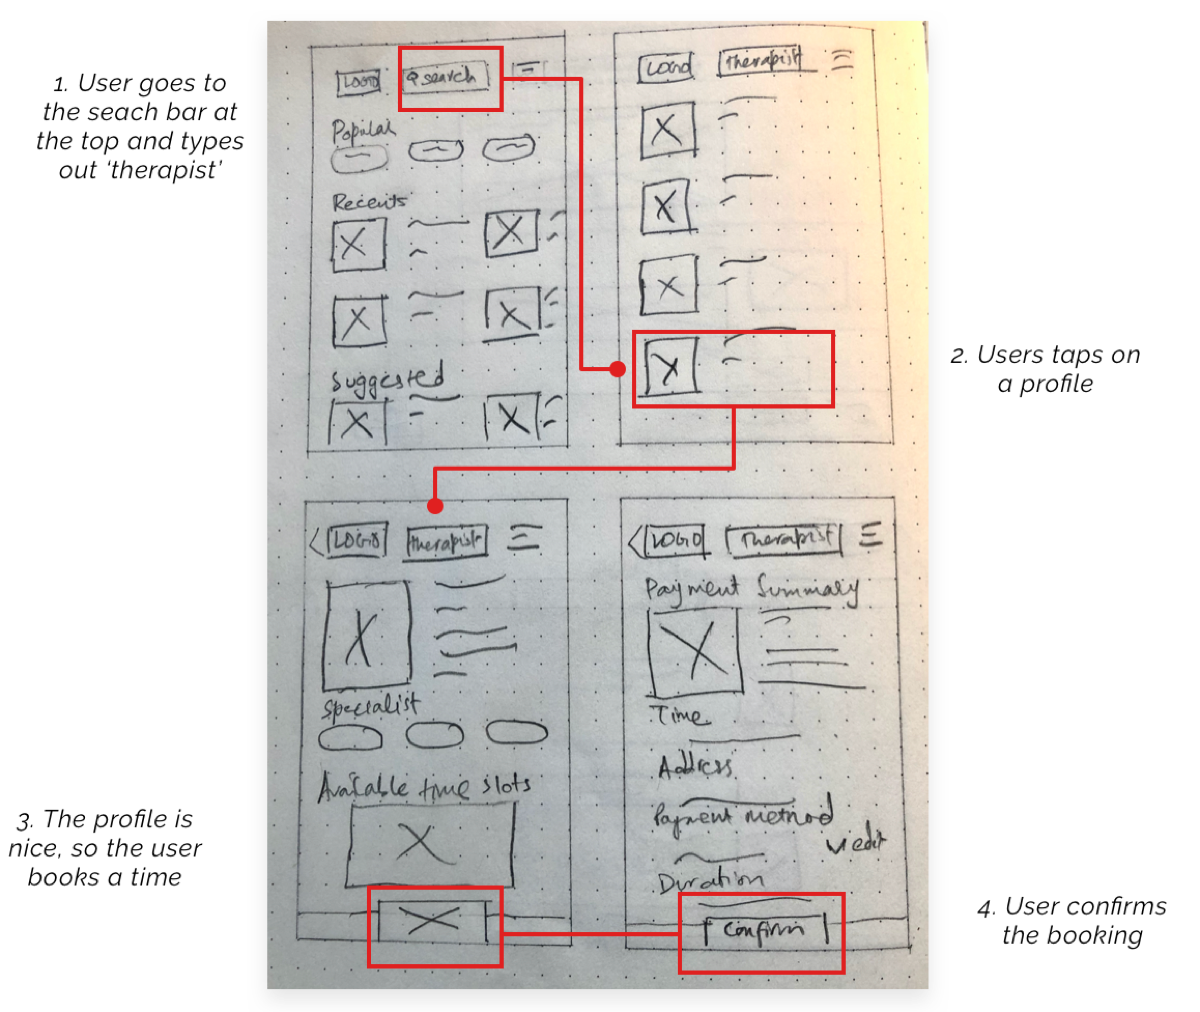 1. User goes to
the seach bar at
the top and types
out ‘therapist’
LOGO
search
Popular
Recents
Suggested
LOGO
Therapist
2. Users taps on
a profile
LOGO
therapist
Specialist
Available time slots
3. The profile is
nice, so the user
books a time
LOGO
Therapist
Payment Summary
Time
Address
Payment method
edit
Duration
Confirm
4. User confirms
the booking